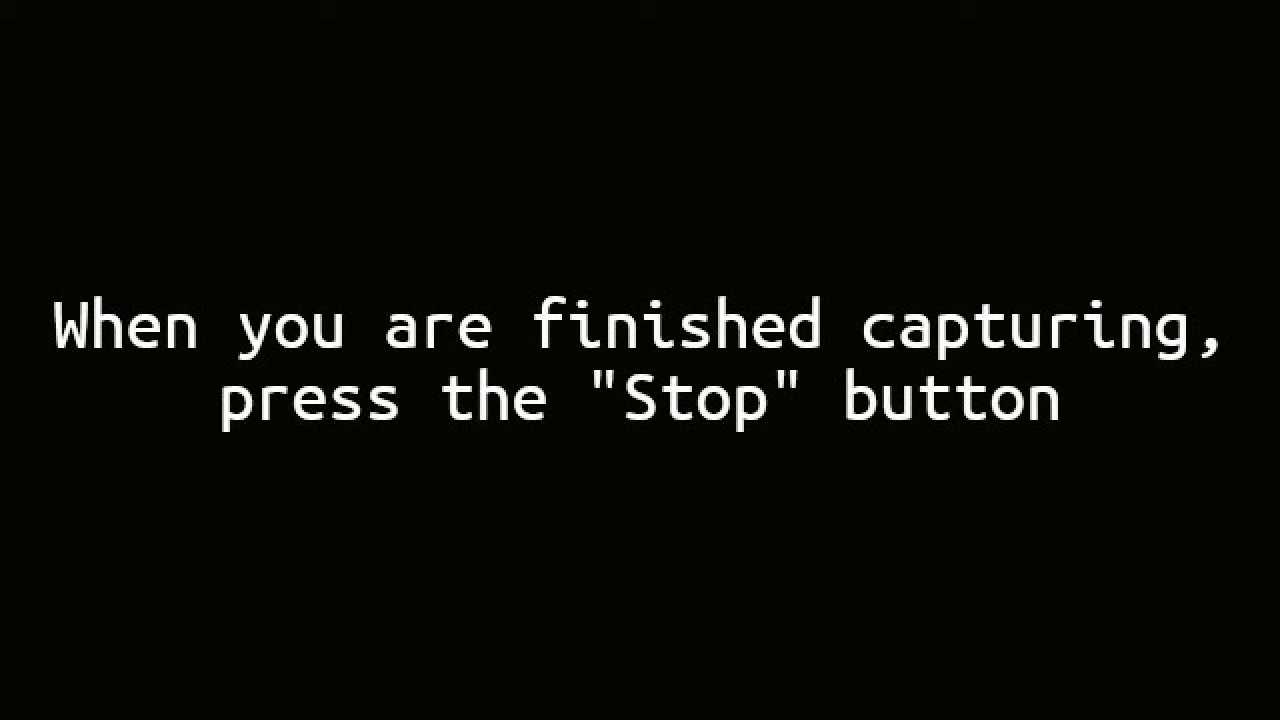 When you are finished capturing,
press the "Stop" button